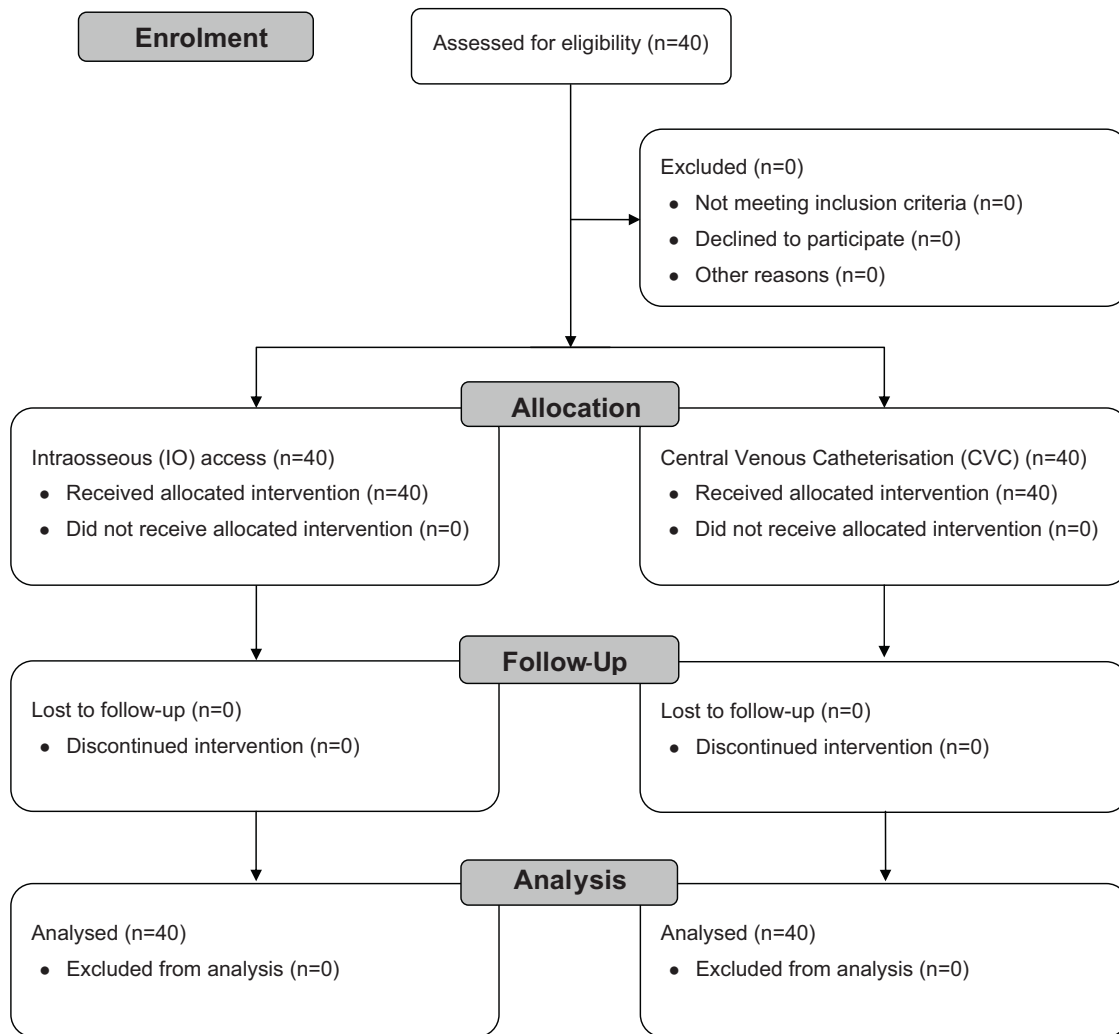 Enrolment
Assessed for eligibility (n=40)
Excluded (n=0)
● Not meeting inclusion criteria (n=0)
● Declined to participate (n=0)
● Other reasons (n=0)
Allocation
Intraosseous (IO) access (n=40)
● Received allocated intervention (n=40)
● Did not receive allocated intervention (n=0)
Central Venous Catheterisation (CVC) (n=40)
● Received allocated intervention (n=40)
● Did not receive allocated intervention (n=0)
Follow-Up
Lost to follow-up (n=0)
● Discontinued intervention (n=0)
Lost to follow-up (n=0)
● Discontinued intervention (n=0)
Analysis
Analysed (n=40)
● Excluded from analysis (n=0)
Analysed (n=40)
● Excluded from analysis (n=0)